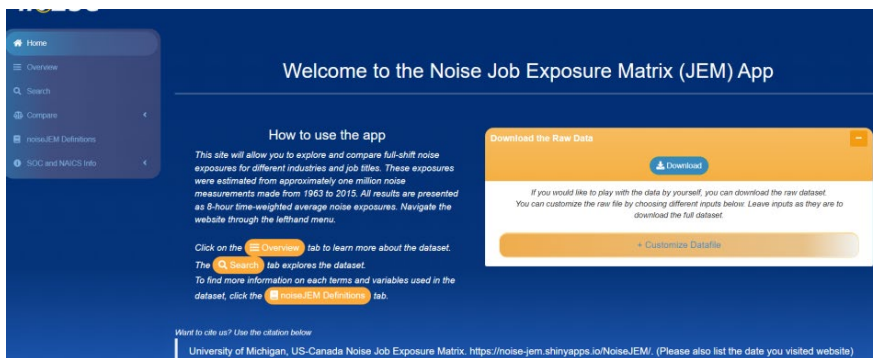 Home
Overview
Search
Compare
noiseJEM Definitions
SOC and NAICS Info
Welcome to the Noise Job Exposure Matrix (JEM) App
How to use the app
This site will allow you to explore and compare full-shift noise
exposures for different industries and job titles. These exposures
were estimated from approximately one million noise
measurements made from 1963 to 2015. All results are presented
as 8-hour time-weighted average noise exposures. Navigate the
website through the lefthand menu.
Click on the Overview tab to learn more about the dataset.
The Search tab explores the dataset.
To find more information on each terms and variables used in the
dataset, click the noiseJEM Definitions tab.
Download the Raw Data
Download
If you would like to play with the data by yourself, you can download the raw dataset.
You can customize the raw file by choosing different inputs below. Leave inputs as they are to
download the full dataset.
+ Customize Datafile
Want to cite us? Use the citation below
University of Michigan, US-Canada Noise Job Exposure Matrix. https://noise-jem.shinyapps.io/NoiseJEM/. (Please also list the date you visited website)